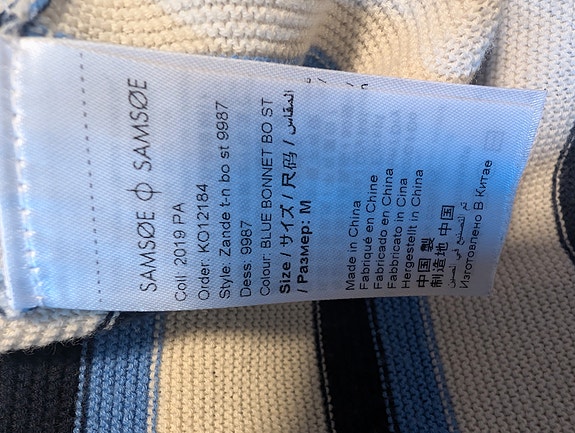 SAMSØE ϕ SAMSØE
Coll: 2019 PA
Order: KO12184
Style: Zande t-n bo st 9987
Dess: 9987
Colour: BLUE BONNET BO ST
Size / サイズ / 尺码 / المقاس
/ Размер: M
Made in China
Fabriqué en Chine
Fabricado en China
Fabbricato in Cina
Hergestellt in China
中国 製
制造地 中国
تم التصنيع في الصين
Изготовлено В Китае